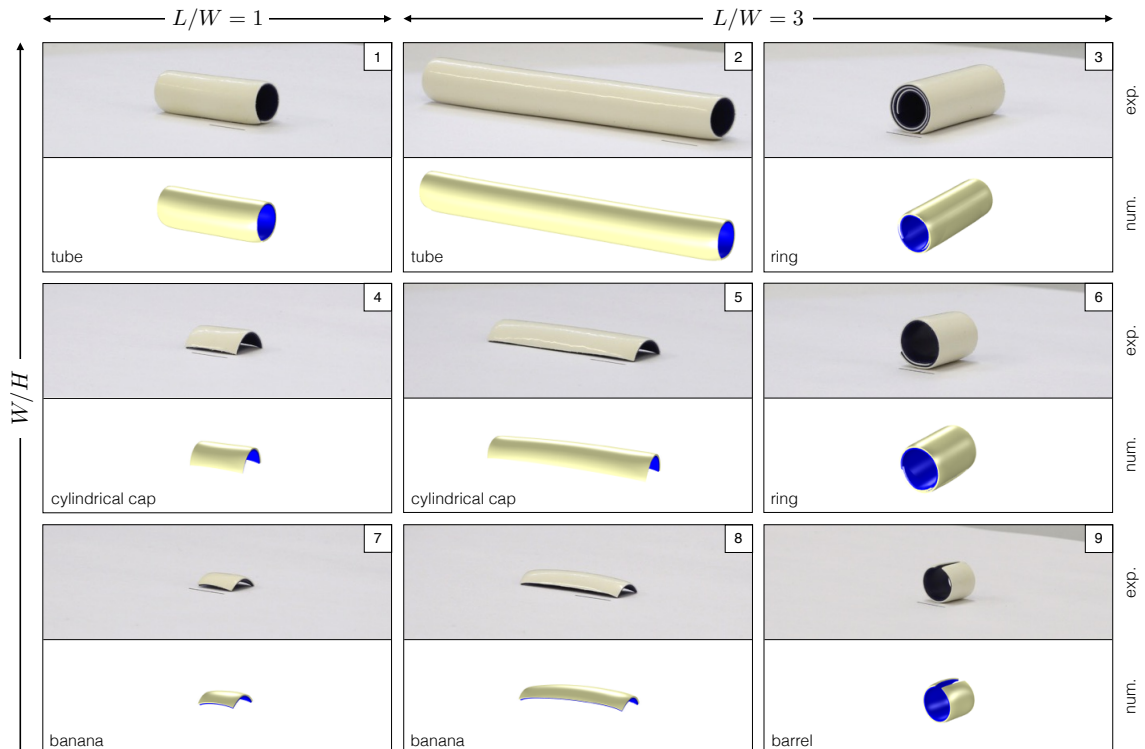 L/W = 1
L/W = 3
W/H
1
2
3
exp.
num.
tube
tube
ring
4
5
6
exp.
num.
cylindrical cap
cylindrical cap
ring
7
8
9
exp.
num.
banana
banana
barrel